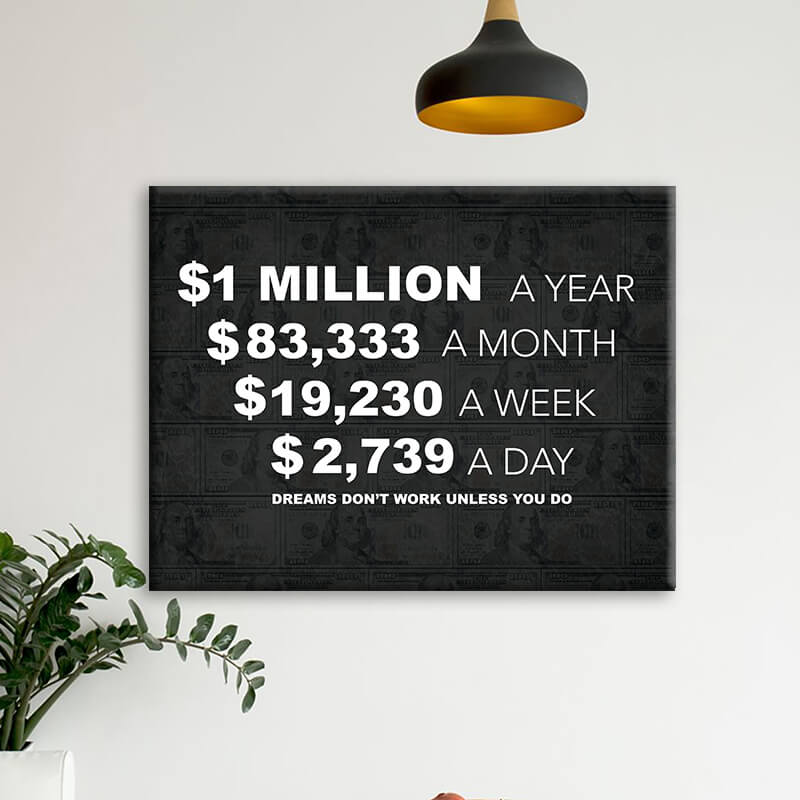 $1 MILLION A YEAR
$83,333 A MONTH
$19,230 A WEEK
$2,739 A DAY
DREAMS DON'T WORK UNLESS YOU DO